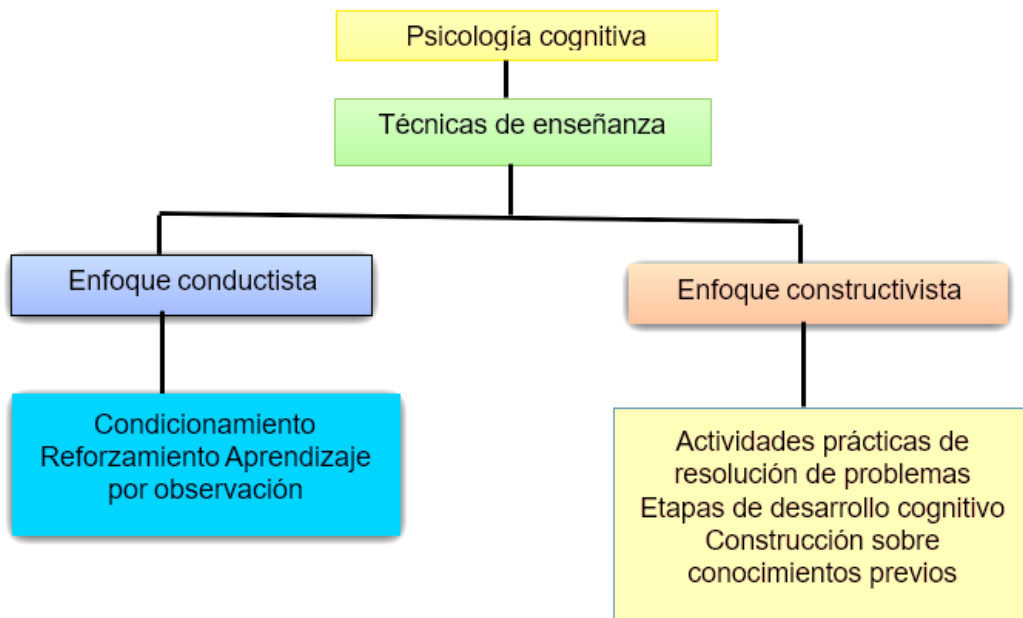 Psicología cognitiva
Técnicas de enseñanza
Enfoque conductista
Enfoque constructivista
Condicionamiento
Reforzamiento Aprendizaje
por observación
Actividades prácticas de
resolución de problemas
Etapas de desarrollo cognitivo
Construcción sobre
conocimientos previos